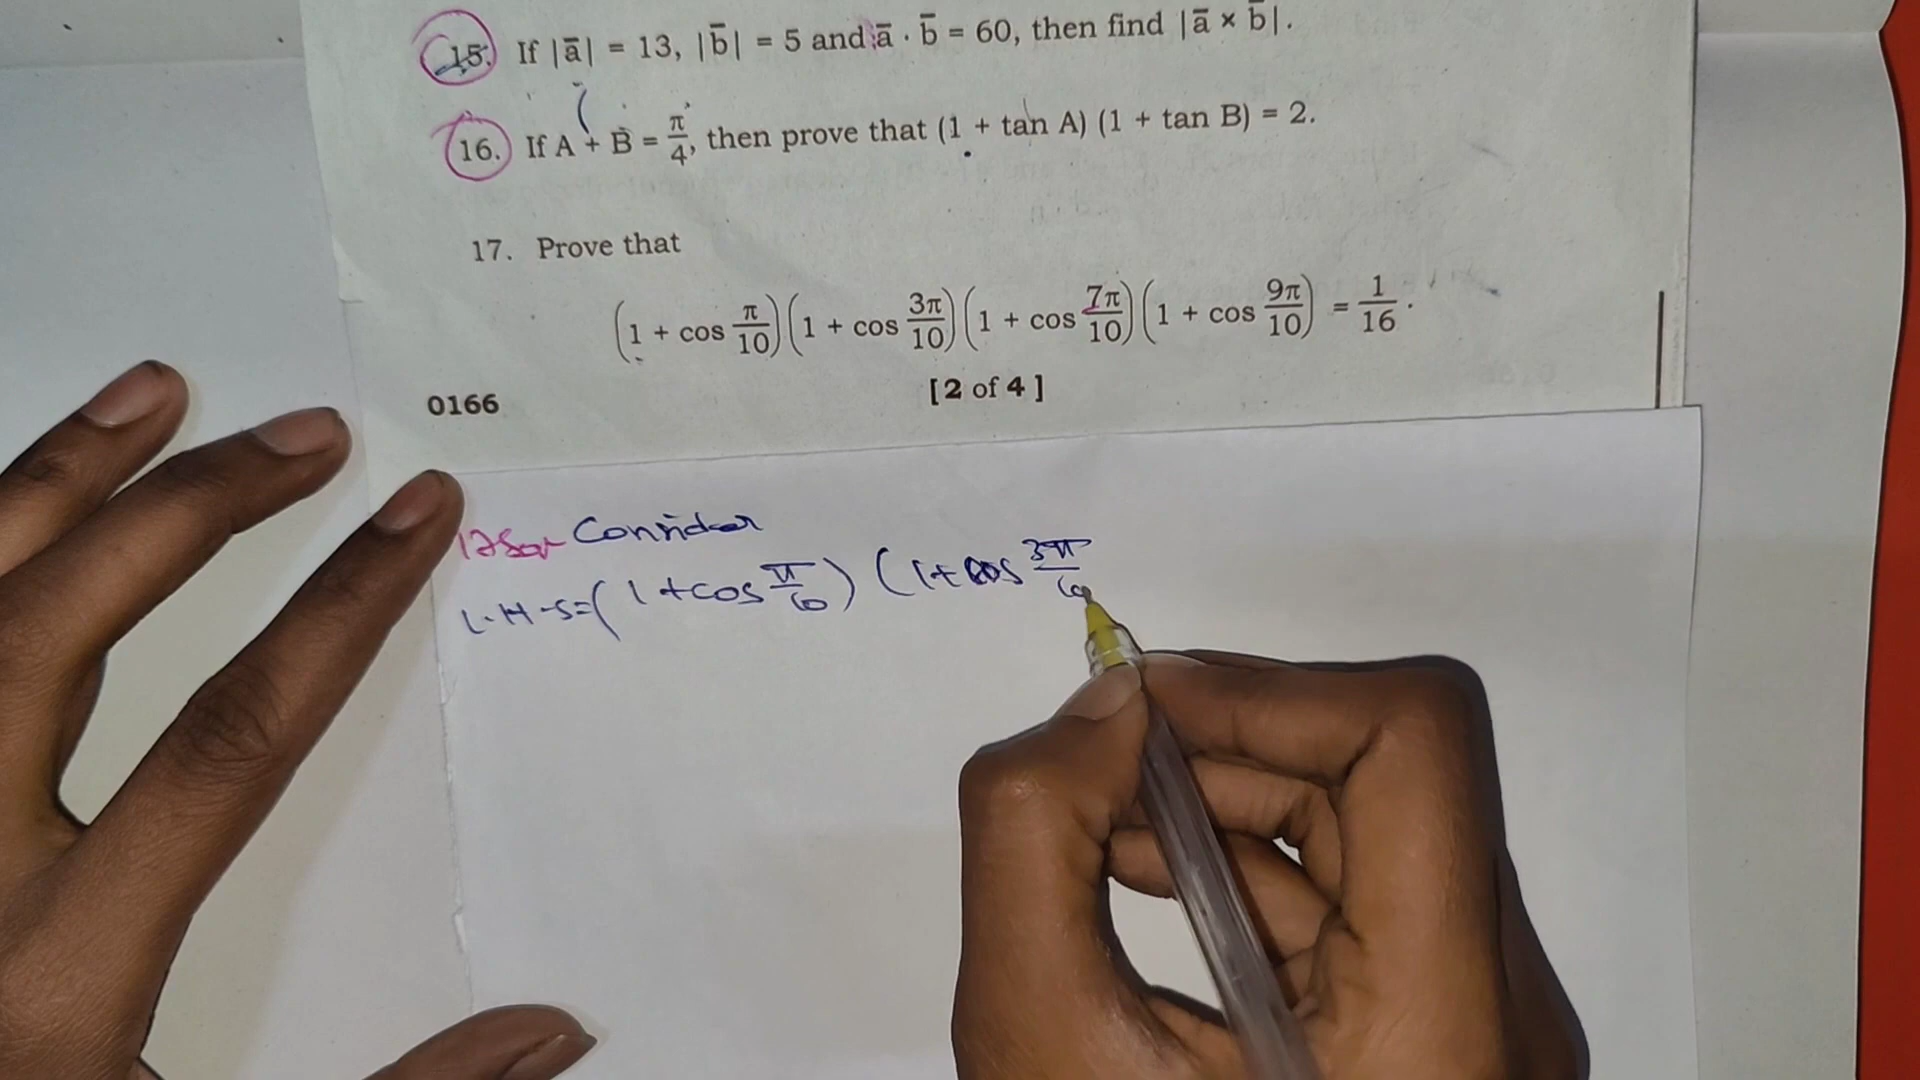 15. If |a̅| = 13, |b̅| = 5 and a̅ · b̅ = 60, then find |a̅ × b̅|.
16. If A + B = π/4, then prove that (1 + tan A) (1 + tan B) = 2.
17. Prove that
(1 + cos π/10)(1 + cos 3π/10)(1 + cos 7π/10)(1 + cos 9π/10) = 1/16.
0166 [2 of 4]
17 Sol Consider
L.H.S=(1+cos π/10) (1+cos 3π/10